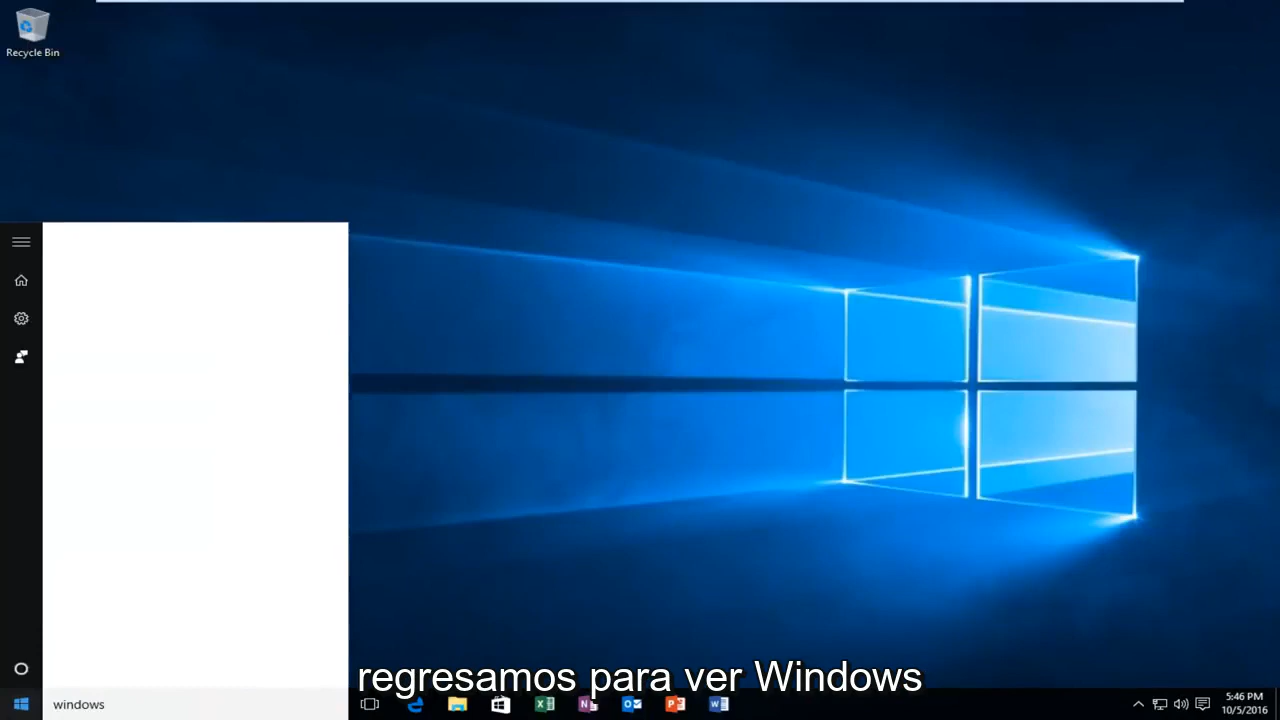 Recycle Bin
regresamos para ver Windows
windows
5:46 PM
10/5/2016